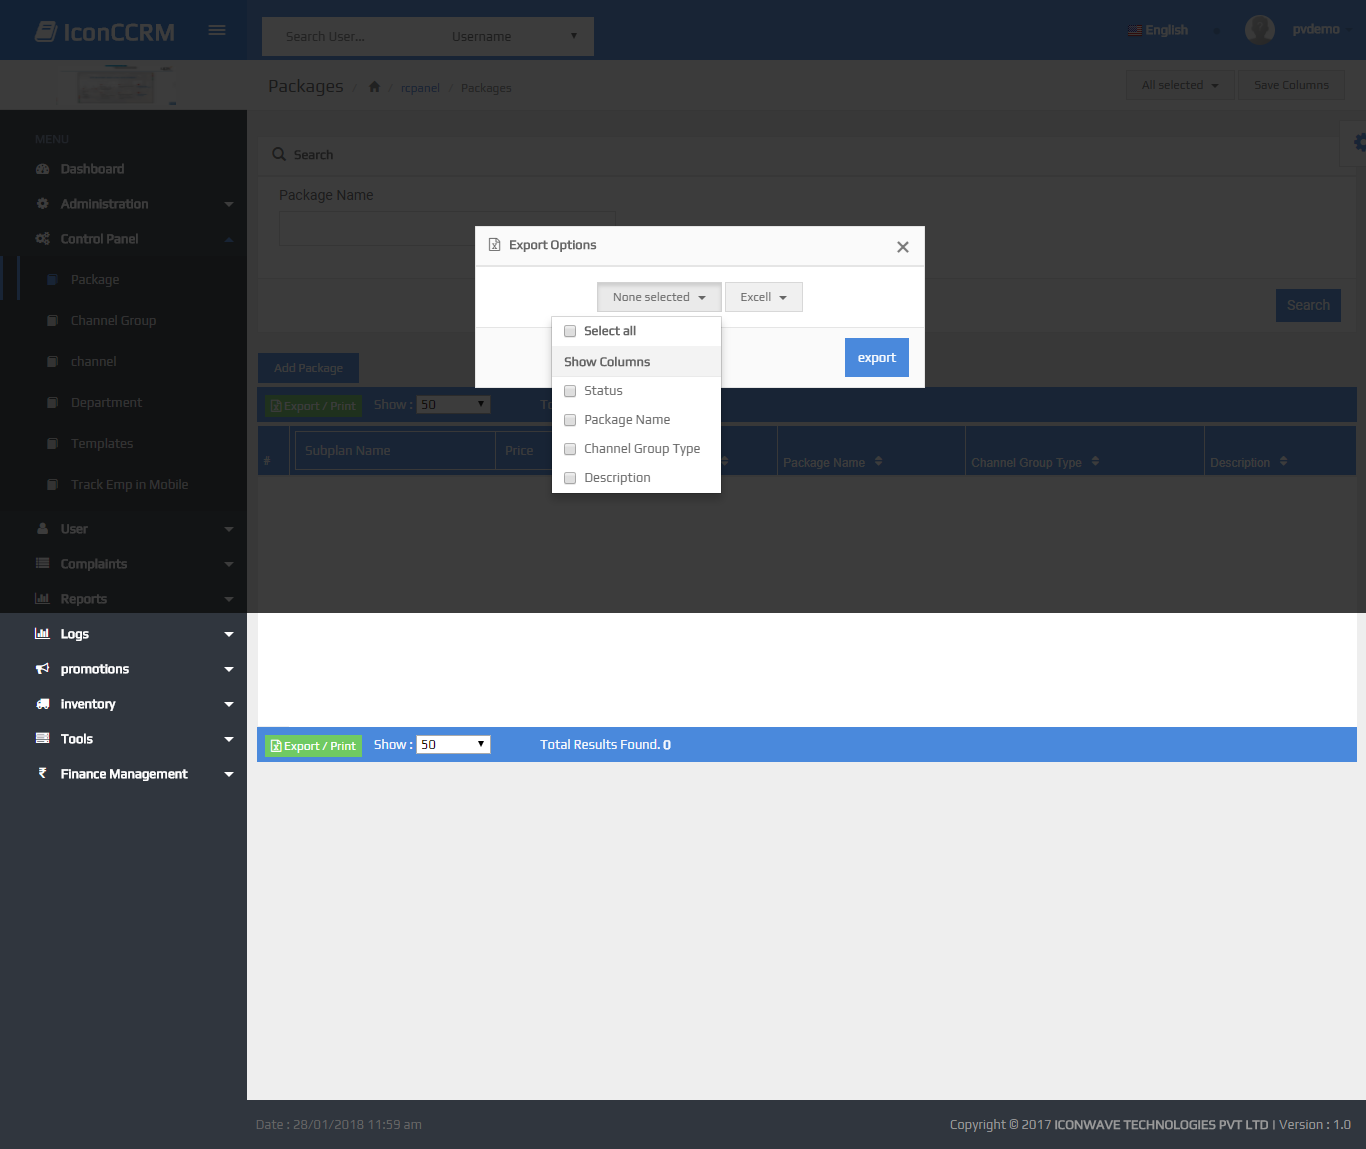 IconCCRM
Search User...
Username
English
pvdemo
Packages / / rcpanel / Packages
All selected
Save Columns
MENU
Dashboard
Administration
Control Panel
Package
Channel Group
channel
Department
Templates
Track Emp in Mobile
User
Complaints
Reports
Logs
promotions
inventory
Tools
Finance Management
Search
Package Name
Search
Export Options
None selected
Excell
Select all
Show Columns
Status
Package Name
Channel Group Type
Description
export
Add Package
Export / Print Show : 50 To
# Subplan Name Price Package Name Channel Group Type Description
Export / Print Show : 50 Total Results Found. 0
Date : 28/01/2018 11:59 am
Copyright © 2017 ICONWAVE TECHNOLOGIES PVT LTD | Version : 1.0